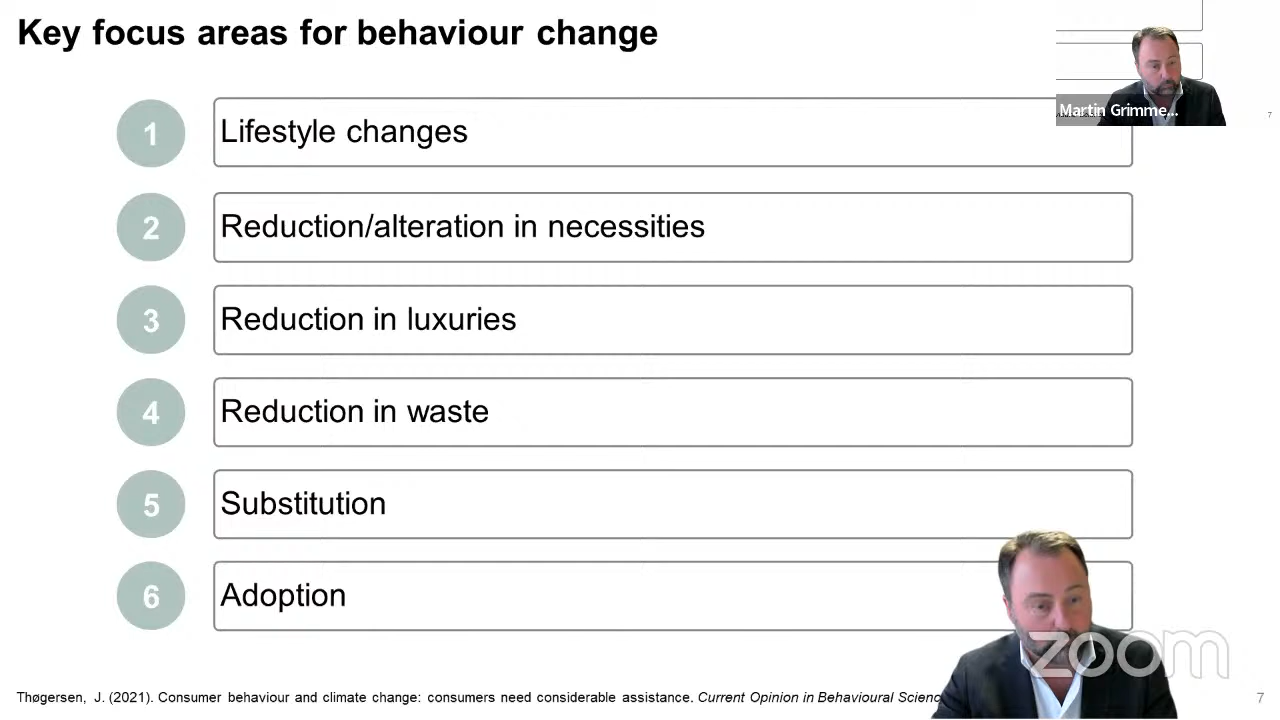 Key focus areas for behaviour change
Martin Grimme...
7
1 Lifestyle changes
2 Reduction/alteration in necessities
3 Reduction in luxuries
4 Reduction in waste
5 Substitution
6 Adoption
zoom
Thøgersen, J. (2021). Consumer behaviour and climate change: consumers need considerable assistance. Current Opinion in Behavioural
7